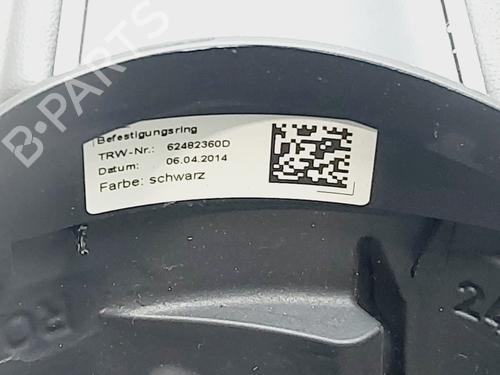 B-PARTS
Befestigungsring
TRW-Nr.: 62482360D
Datum: 06.04.2014
Farbe: schwarz